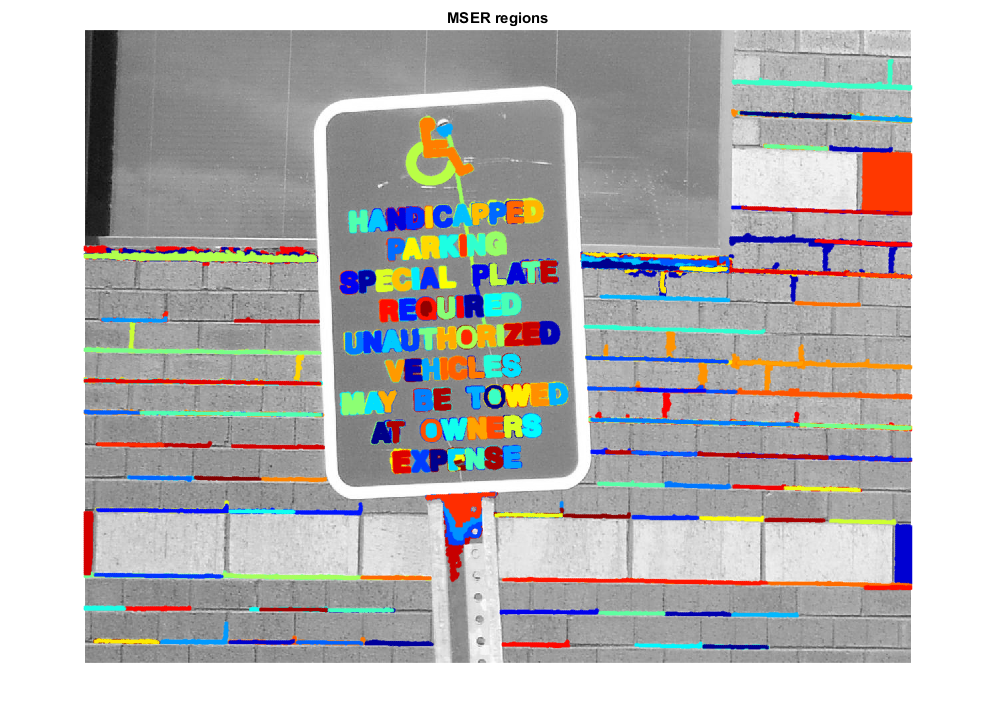 MSER regions
HANDICAPPED
PARKING
SPECIAL PLATE
REQUIRED
UNAUTHORIZED
VEHICLES
MAY BE TOWED
AT OWNERS
EXPENSE